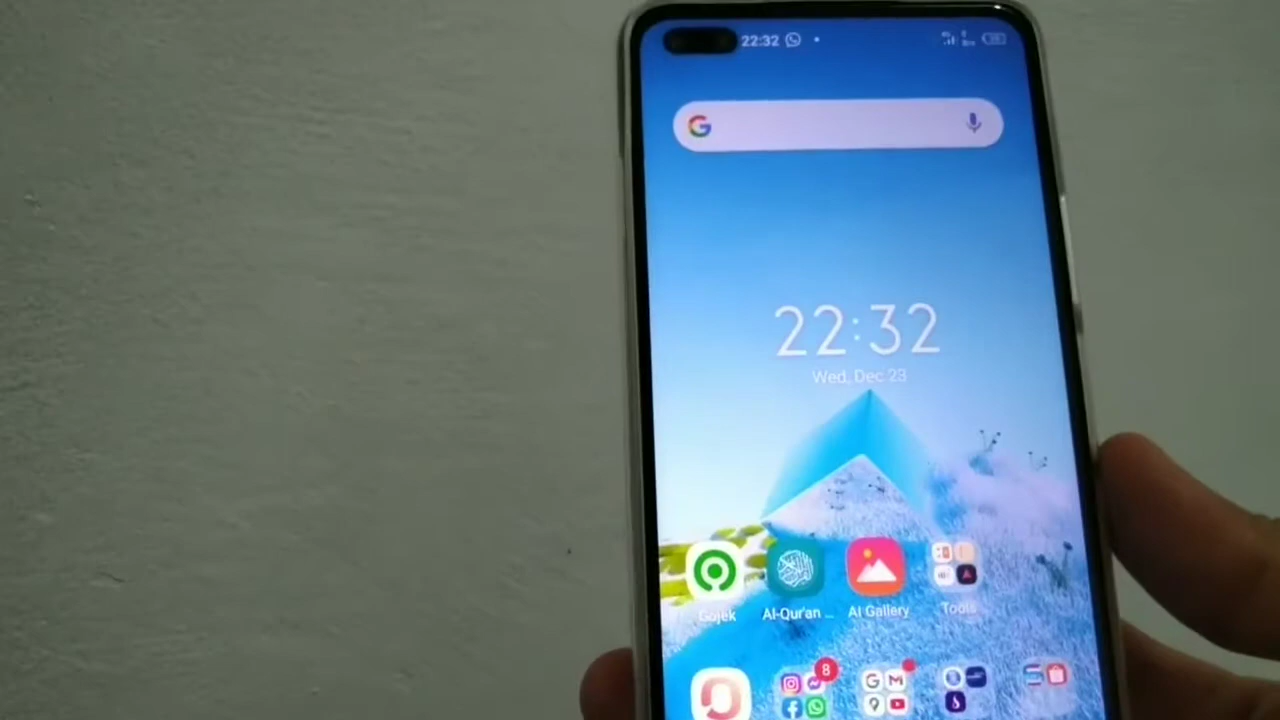 22:32
22:32
Wed, Dec 23
Gojek
Al-Qur'an ...
AI Gallery
Tools
8